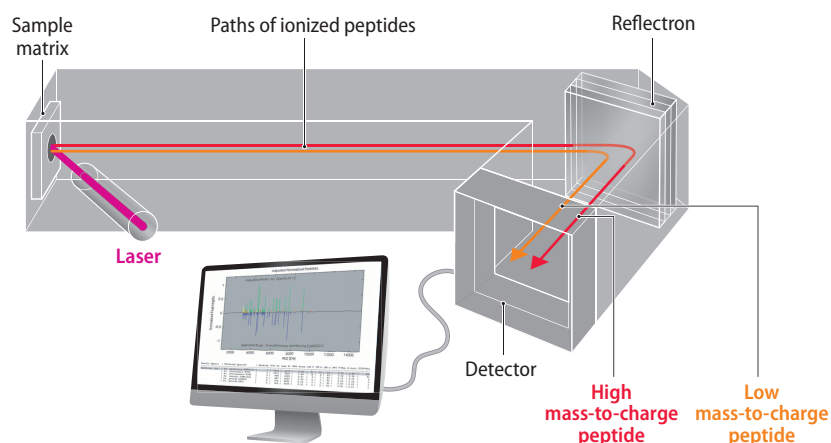 Sample
matrix
Paths of ionized peptides
Reflectron
Laser
Detector
High
mass-to-charge
peptide
Low
mass-to-charge
peptide